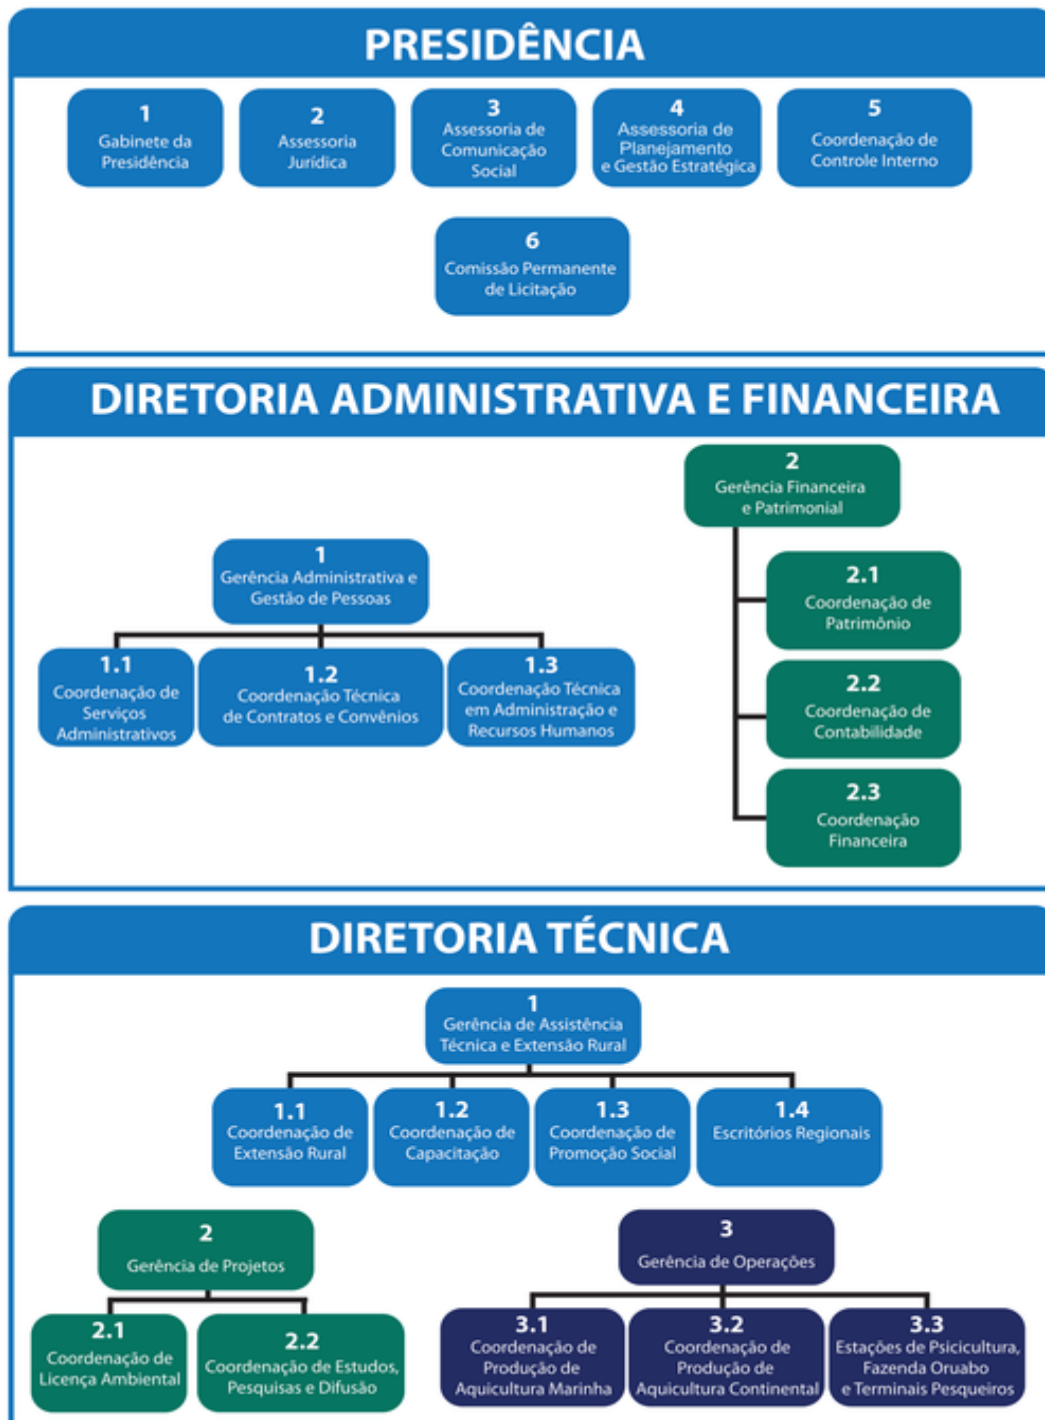 PRESIDÊNCIA
1
Gabinete da
Presidência
2
Assessoria
Jurídica
3
Assessoria de
Comunicação
Social
4
Assessoria de
Planejamento
e Gestão Estratégica
5
Coordenação de
Controle Interno
6
Comissão Permanente
de Licitação
DIRETORIA ADMINISTRATIVA E FINANCEIRA
1
Gerência Administrativa e
Gestão de Pessoas
1.1
Coordenação de
Serviços
Administrativos
1.2
Coordenação Técnica
de Contratos e Convênios
1.3
Coordenação Técnica
em Administração e
Recursos Humanos
2
Gerência Financeira
e Patrimonial
2.1
Coordenação de
Patrimônio
2.2
Coordenação de
Contabilidade
2.3
Coordenação
Financeira
DIRETORIA TÉCNICA
1
Gerência de Assistência
Técnica e Extensão Rural
1.1
Coordenação de
Extensão Rural
1.2
Coordenação de
Capacitação
1.3
Coordenação de
Promoção Social
1.4
Escritórios Regionais
2
Gerência de Projetos
2.1
Coordenação de
Licença Ambiental
2.2
Coordenação de Estudos,
Pesquisas e Difusão
3
Gerência de Operações
3.1
Coordenação de
Produção de
Aquicultura Marinha
3.2
Coordenação de
Produção de
Aquicultura Continental
3.3
Estações de Psicicultura,
Fazenda Oruabo
e Terminais Pesqueiros